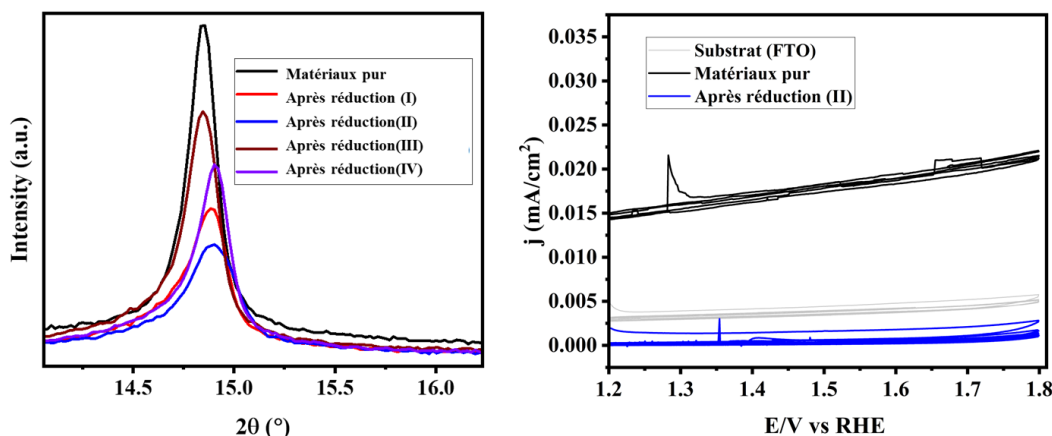 Intensity (a.u.)
Matériaux pur
Après réduction (I)
Après réduction(II)
Après réduction(III)
Après réduction(IV)
14.5
15.0
15.5
16.0
2θ (°)
j (mA/cm²)
0.035
0.030
0.025
0.020
0.015
0.010
0.005
0.000
Substrat (FTO)
Matériaux pur
Après réduction (II)
1.2
1.3
1.4
1.5
1.6
1.7
1.8
E/V vs RHE